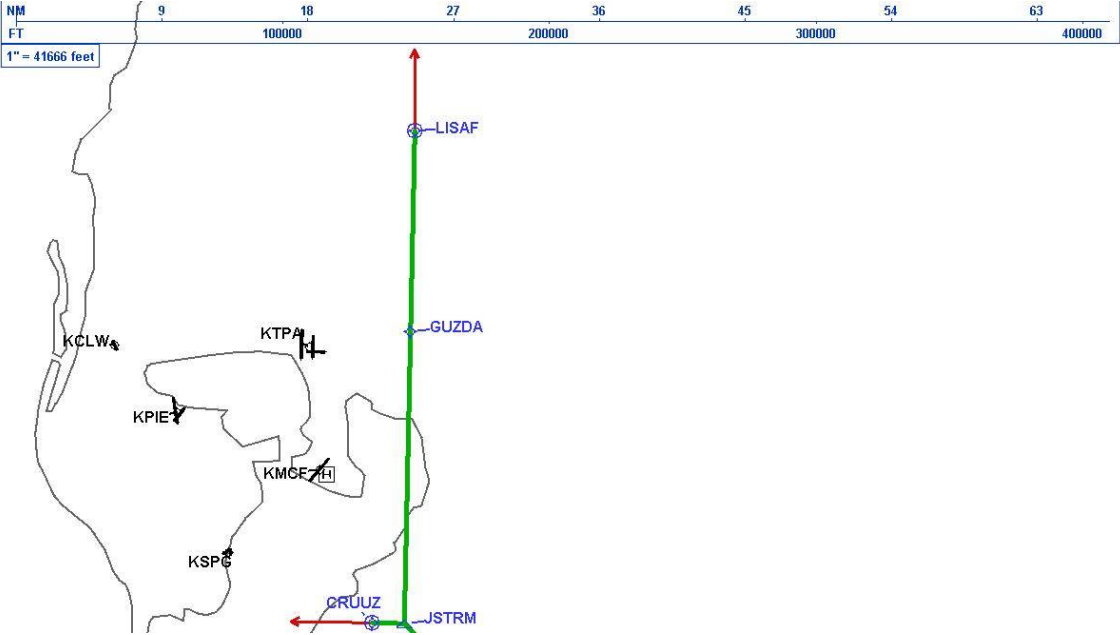 NM 9 18 27 36 45 54 63
FT 100000 200000 300000 400000
1" = 41666 feet
LISAF
GUZDA
KTPA
KCLW
KPIE
KMCF H
KSPG
CRUUZ
JSTRM